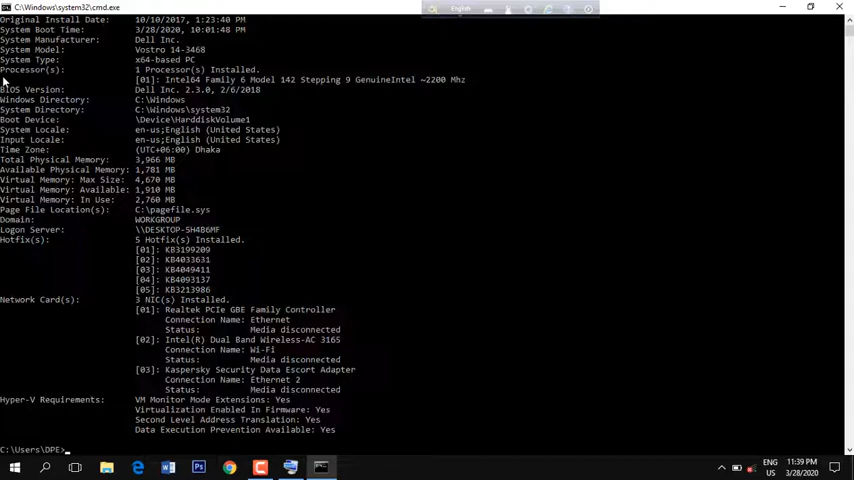 C:\Windows\system32\cmd.exe
English
Original Install Date: 10/10/2017, 1:23:40 PM
System Boot Time: 3/28/2020, 10:01:48 PM
System Manufacturer: Dell Inc.
System Model: Vostro 14-3468
System Type: x64-based PC
Processor(s): 1 Processor(s) Installed.
[01]: Intel64 Family 6 Model 142 Stepping 9 GenuineIntel ~2200 Mhz
BIOS Version: Dell Inc. 2.3.0, 2/6/2018
Windows Directory: C:\Windows
System Directory: C:\Windows\system32
Boot Device: \Device\HarddiskVolume1
System Locale: en-us;English (United States)
Input Locale: en-us;English (United States)
Time Zone: (UTC+06:00) Dhaka
Total Physical Memory: 3,966 MB
Available Physical Memory: 1,781 MB
Virtual Memory: Max Size: 4,670 MB
Virtual Memory: Available: 1,910 MB
Virtual Memory: In Use: 2,760 MB
Page File Location(s): C:\pagefile.sys
Domain: WORKGROUP
Logon Server: \\DESKTOP-5H4B6MF
Hotfix(s): 5 Hotfix(s) Installed.
[01]: KB3199209
[02]: KB4033631
[03]: KB4049411
[04]: KB4093137
[05]: KB3213986
Network Card(s): 3 NIC(s) Installed.
[01]: Realtek PCIe GBE Family Controller
Connection Name: Ethernet
Status: Media disconnected
[02]: Intel(R) Dual Band Wireless-AC 3165
Connection Name: Wi-Fi
Status: Media disconnected
[03]: Kaspersky Security Data Escort Adapter
Connection Name: Ethernet 2
Status: Media disconnected
Hyper-V Requirements: VM Monitor Mode Extensions: Yes
Virtualization Enabled In Firmware: Yes
Second Level Address Translation: Yes
Data Execution Prevention Available: Yes
C:\Users\DPE>_
Ps
ENG
US
11:39 PM
3/28/2020